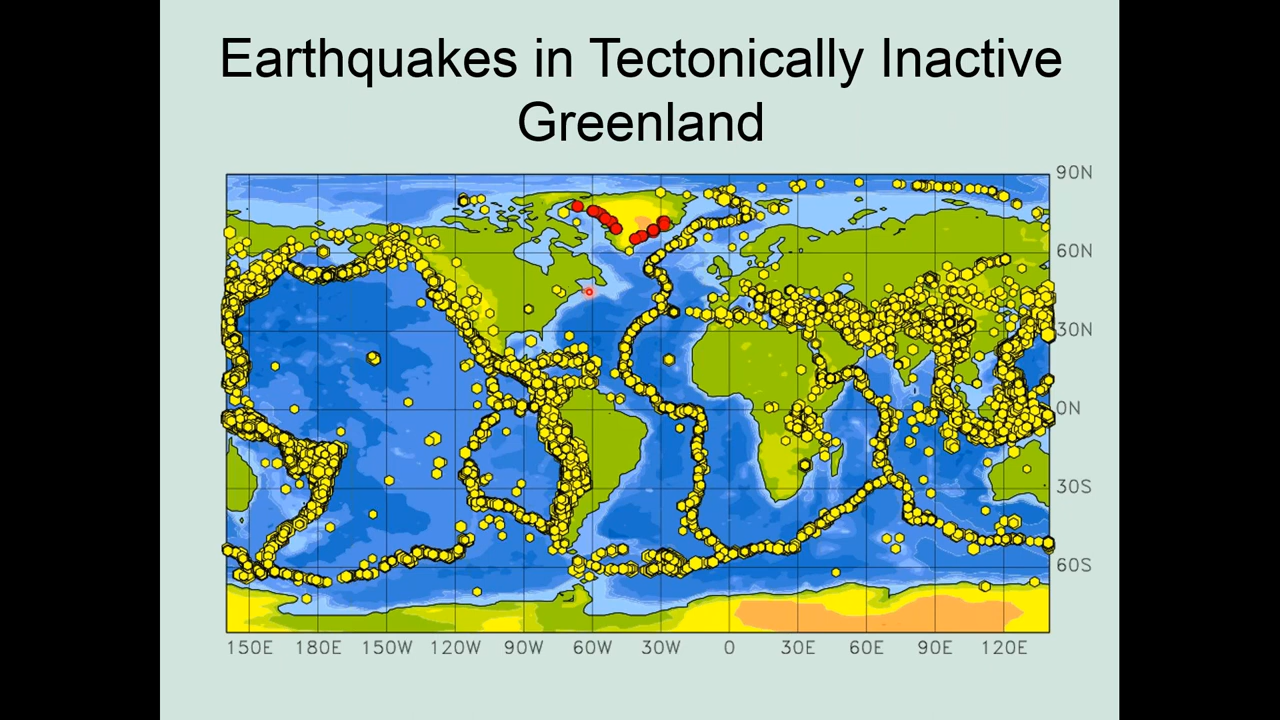 Earthquakes in Tectonically Inactive
Greenland
90N
60N
30N
0N
30S
60S
150E 180E 150W 120W 90W 60W 30W 0 30E 60E 90E 120E